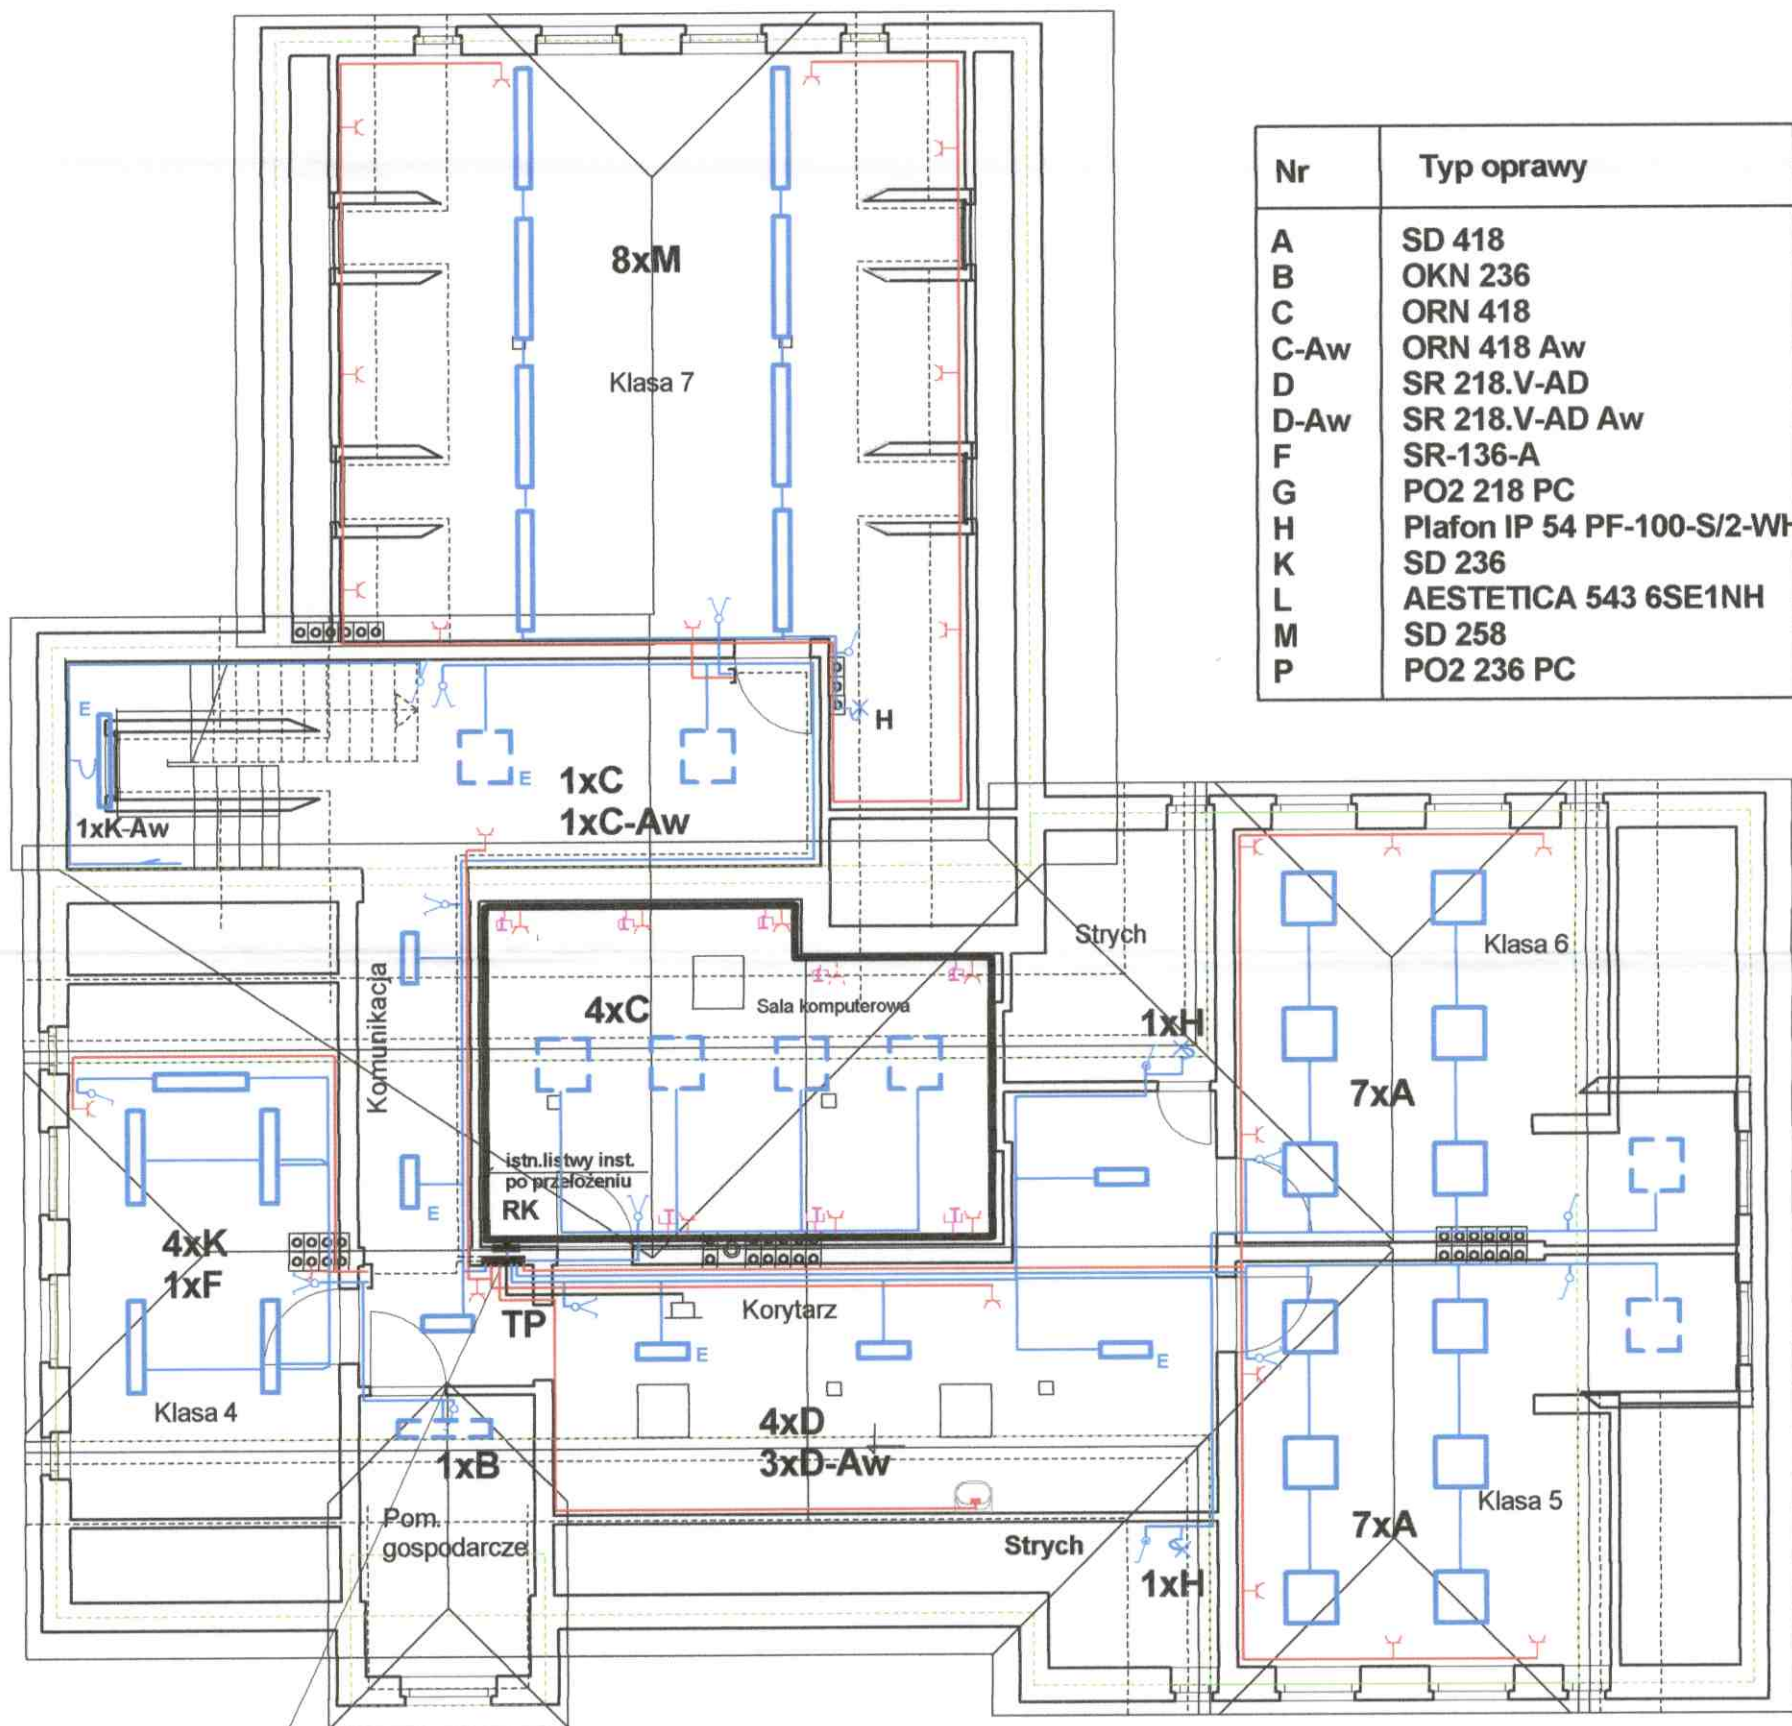 Nr Typ oprawy
A SD 418
B OKN 236
C ORN 418
C-Aw ORN 418 Aw
D SR 218.V-AD
D-Aw SR 218.V-AD Aw
F SR-136-A
G PO2 218 PC
H Plafon IP 54 PF-100-S/2-WH
K SD 236
L AESTETICA 543 6SE1NH
M SD 258
P PO2 236 PC
8xM
Klasa 7
H
E
E
1xC
1xC-Aw
1xK-Aw
Strych
Klasa 6
Komunikacja
4xC
Sala komputerowa
1xH
7xA
istn.listwy inst.
po przełożeniu
RK
E
4xK
1xF
TP
Korytarz
E
E
Klasa 4
4xD
3xD-Aw
1xB
Klasa 5
7xA
Pom.
gospodarcze
Strych
1xH